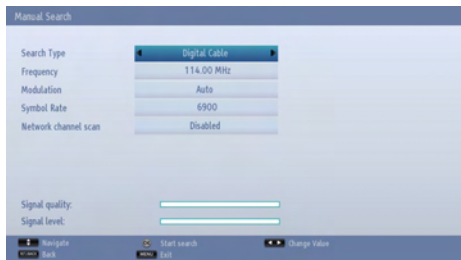 Manual Search
Search Type Digital Cable
Frequency 114.00 MHz
Modulation Auto
Symbol Rate 6900
Network channel scan Disabled
Signal quality:
Signal level:
Navigate Start search Change Value
Back MENU Exit